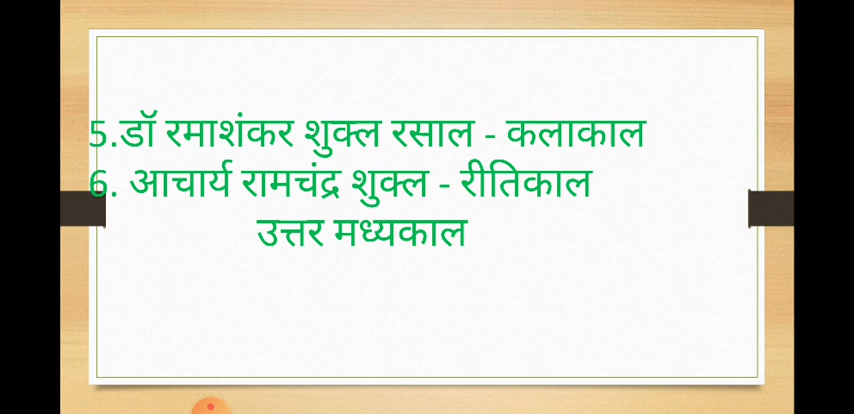 5.डॉ रमाशंकर शुक्ल रसाल - कलाकाल
6. आचार्य रामचंद्र शुक्ल - रीतिकाल
उत्तर मध्यकाल